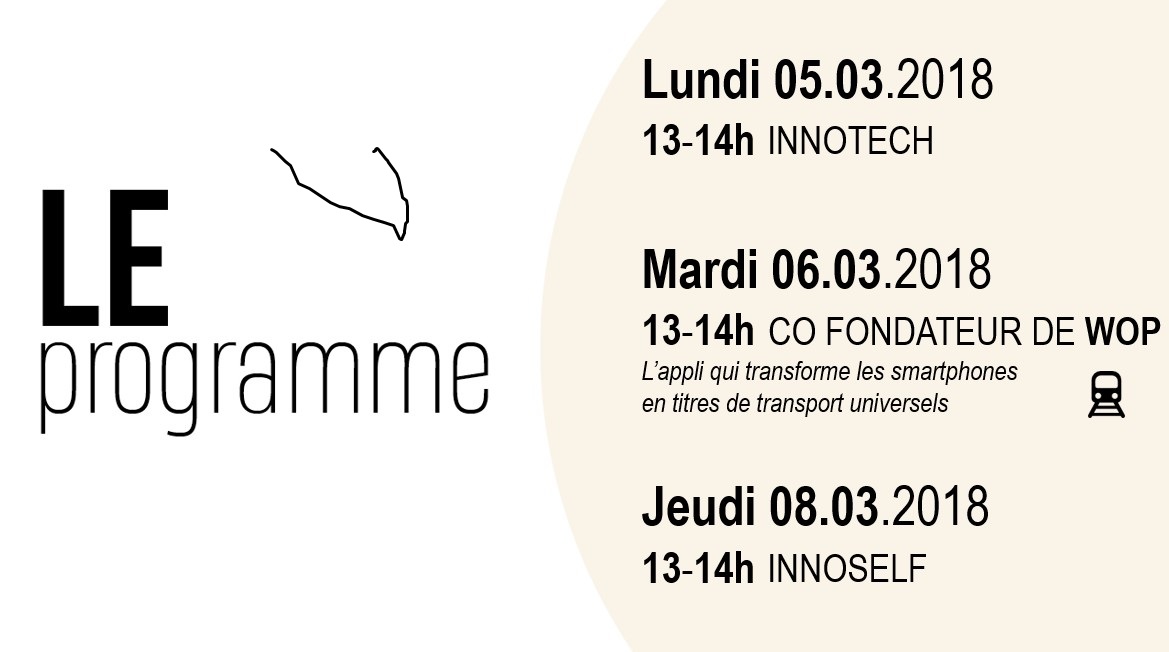 LE
programme
Lundi 05.03.2018
13-14h INNOTECH
Mardi 06.03.2018
13-14h CO FONDATEUR DE WOP
L'appli qui transforme les smartphones
en titres de transport universels
Jeudi 08.03.2018
13-14h INNOSELF